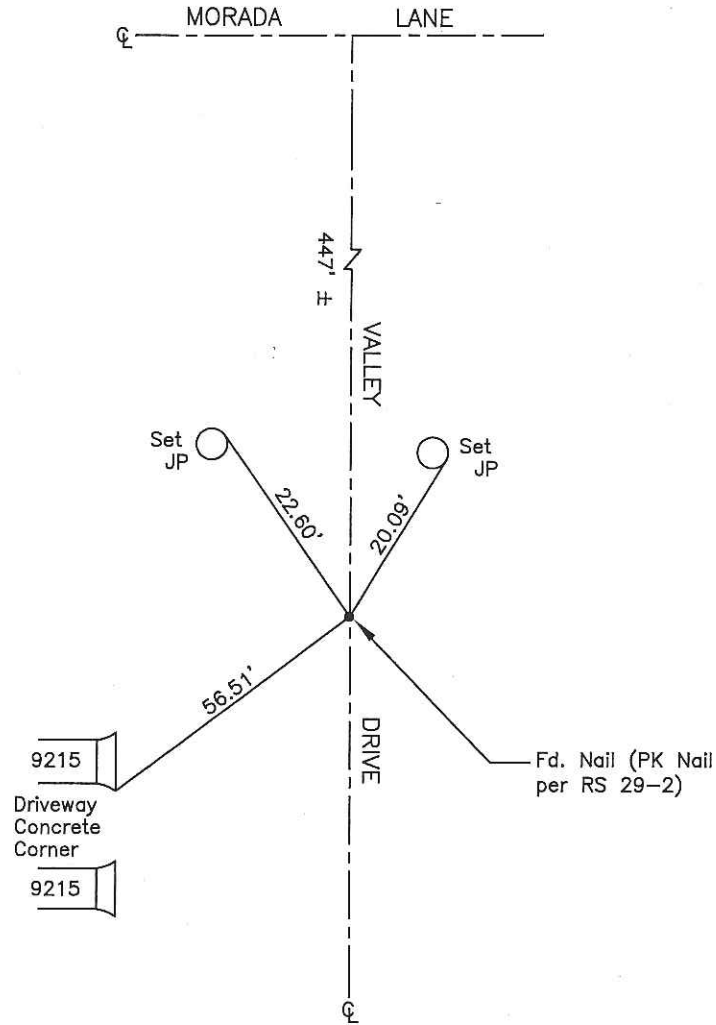 MORADA LANE
℄
447' ±
VALLEY
Set
JP
Set
JP
22.60'
20.09'
56.51'
DRIVE
9215
Fd. Nail (PK Nail
per RS 29-2)
Driveway
Concrete
Corner
9215
℄